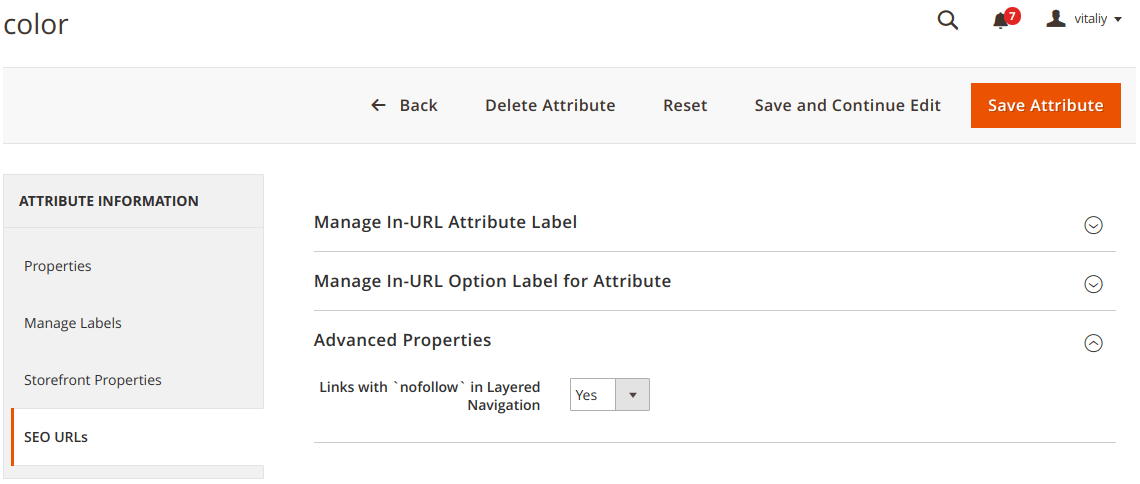 color
7
vitaliy
Back
Delete Attribute
Reset
Save and Continue Edit
Save Attribute
ATTRIBUTE INFORMATION
Properties
Manage Labels
Storefront Properties
SEO URLs
Manage In-URL Attribute Label
Manage In-URL Option Label for Attribute
Advanced Properties
Links with `nofollow` in Layered
Navigation
Yes